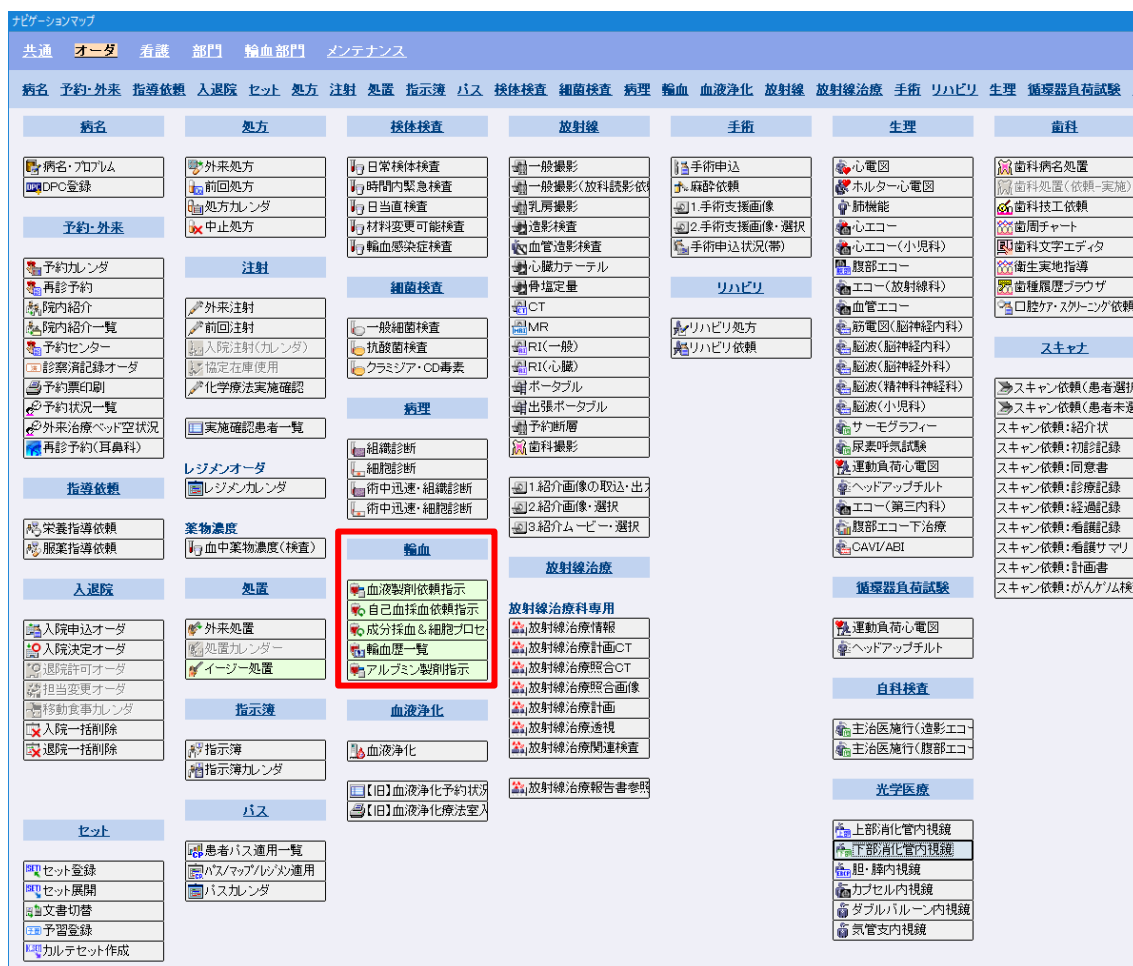 ナビゲーションマップ
共通 オーダ 看護 部門 輸血部門 メンテナンス
病名 予約・外来 指導依頼 入退院 セット 処方 注射 処置 指示簿 パス 検体検査 細菌検査 病理 輸血 血液浄化 放射線 放射線治療 手術 リハビリ 生理 循環器負荷試験
病名
病名・プロブレム
DPC登録
予約・外来
予約カレンダ
再診予約
院内紹介
院内紹介一覧
予約センター
診察済記録オーダ
予約票印刷
予約状況一覧
外来治療ベッド空状況
再診予約(耳鼻科)
指導依頼
栄養指導依頼
服薬指導依頼
入退院
入院申込オーダ
入院決定オーダ
退院許可オーダ
担当変更オーダ
移動食事カレンダ
入院一括削除
退院一括削除
セット
セット登録
セット展開
文書切替
予習登録
カルテセット作成
処方
外来処方
前回処方
処方カレンダ
中止処方
注射
外来注射
前回注射
入院注射(カレンダ)
協定在庫使用
化学療法実施確認
実施確認患者一覧
レジメンオーダ
レジメンカレンダ
薬物濃度
血中薬物濃度(検査)
処置
外来処置
処置カレンダー
イージー処置
指示簿
指示簿
指示簿カレンダ
パス
患者パス適用一覧
パス/マップ/レジメン適用
パスカレンダ
検体検査
日常検体検査
時間内緊急検査
日当直検査
材料変更可能検査
輸血感染症検査
細菌検査
一般細菌検査
抗酸菌検査
クラミジア・CD毒素
病理
組織診断
細胞診断
術中迅速・組織診断
術中迅速・細胞診断
輸血
血液製剤依頼指示
自己血採血依頼指示
成分採血&細胞プロセ
輸血歴一覧
アルブミン製剤指示
血液浄化
血液浄化
【旧】血液浄化予約状況
【旧】血液浄化療法室入
放射線
一般撮影
一般撮影(放科読影依
乳房撮影
造影検査
血管造影検査
心臓カテーテル
骨塩定量
CT
MR
RI(一般)
RI(心臓)
ポータブル
出張ポータブル
予約断層
歯科撮影
1.紹介画像の取込・出
2.紹介画像・選択
3.紹介ムービー・選択
放射線治療
放射線治療科専用
放射線治療情報
放射線治療計画CT
放射線治療照合CT
放射線治療照合画像
放射線治療計画
放射線治療透視
放射線治療関連検査
放射線治療報告書参照
手術
手術申込
麻酔依頼
1.手術支援画像
2.手術支援画像・選択
手術申込状況(帯)
リハビリ
リハビリ処方
リハビリ依頼
生理
心電図
ホルター心電図
肺機能
心エコー
心エコー(小児科)
腹部エコー
エコー(放射線科)
血管エコー
筋電図(脳神経内科)
脳波(脳神経内科)
脳波(脳神経外科)
脳波(精神科神経科)
脳波(小児科)
サーモグラフィー
尿素呼気試験
運動負荷心電図
ヘッドアップチルト
エコー(第三内科)
腹部エコー下治療
CAVI/ABI
循環器負荷試験
運動負荷心電図
ヘッドアップチルト
自科検査
主治医施行(造影エコー
主治医施行(腹部エコー
光学医療
上部消化管内視鏡
下部消化管内視鏡
胆・膵内視鏡
カプセル内視鏡
ダブルバルーン内視鏡
気管支内視鏡
歯科
歯科病名処置
歯科処置(依頼ー実施)
歯科技工依頼
歯周チャート
歯科文字エディタ
衛生実地指導
歯種履歴ブラウザ
口腔ケア・スクリーニング依頼
スキャナ
スキャン依頼(患者選択
スキャン依頼(患者未選
スキャン依頼:紹介状
スキャン依頼:初診記録
スキャン依頼:同意書
スキャン依頼:診療記録
スキャン依頼:経過記録
スキャン依頼:看護記録
スキャン依頼:看護サマリ
スキャン依頼:計画書
スキャン依頼:がんゲノム検